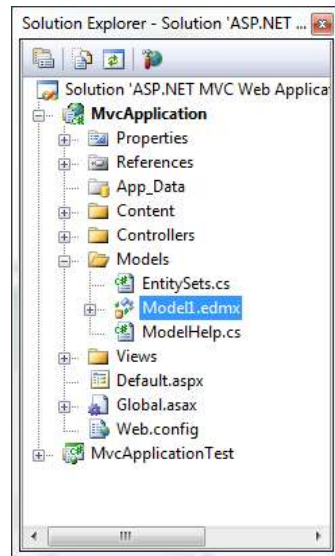 Solution Explorer - Solution 'ASP.NET ...
Solution 'ASP.NET MVC Web Applica
MvcApplication
Properties
References
App_Data
Content
Controllers
Models
EntitySets.cs
Model1.edmx
ModelHelp.cs
Views
Default.aspx
Global.asax
Web.config
MvcApplicationTest